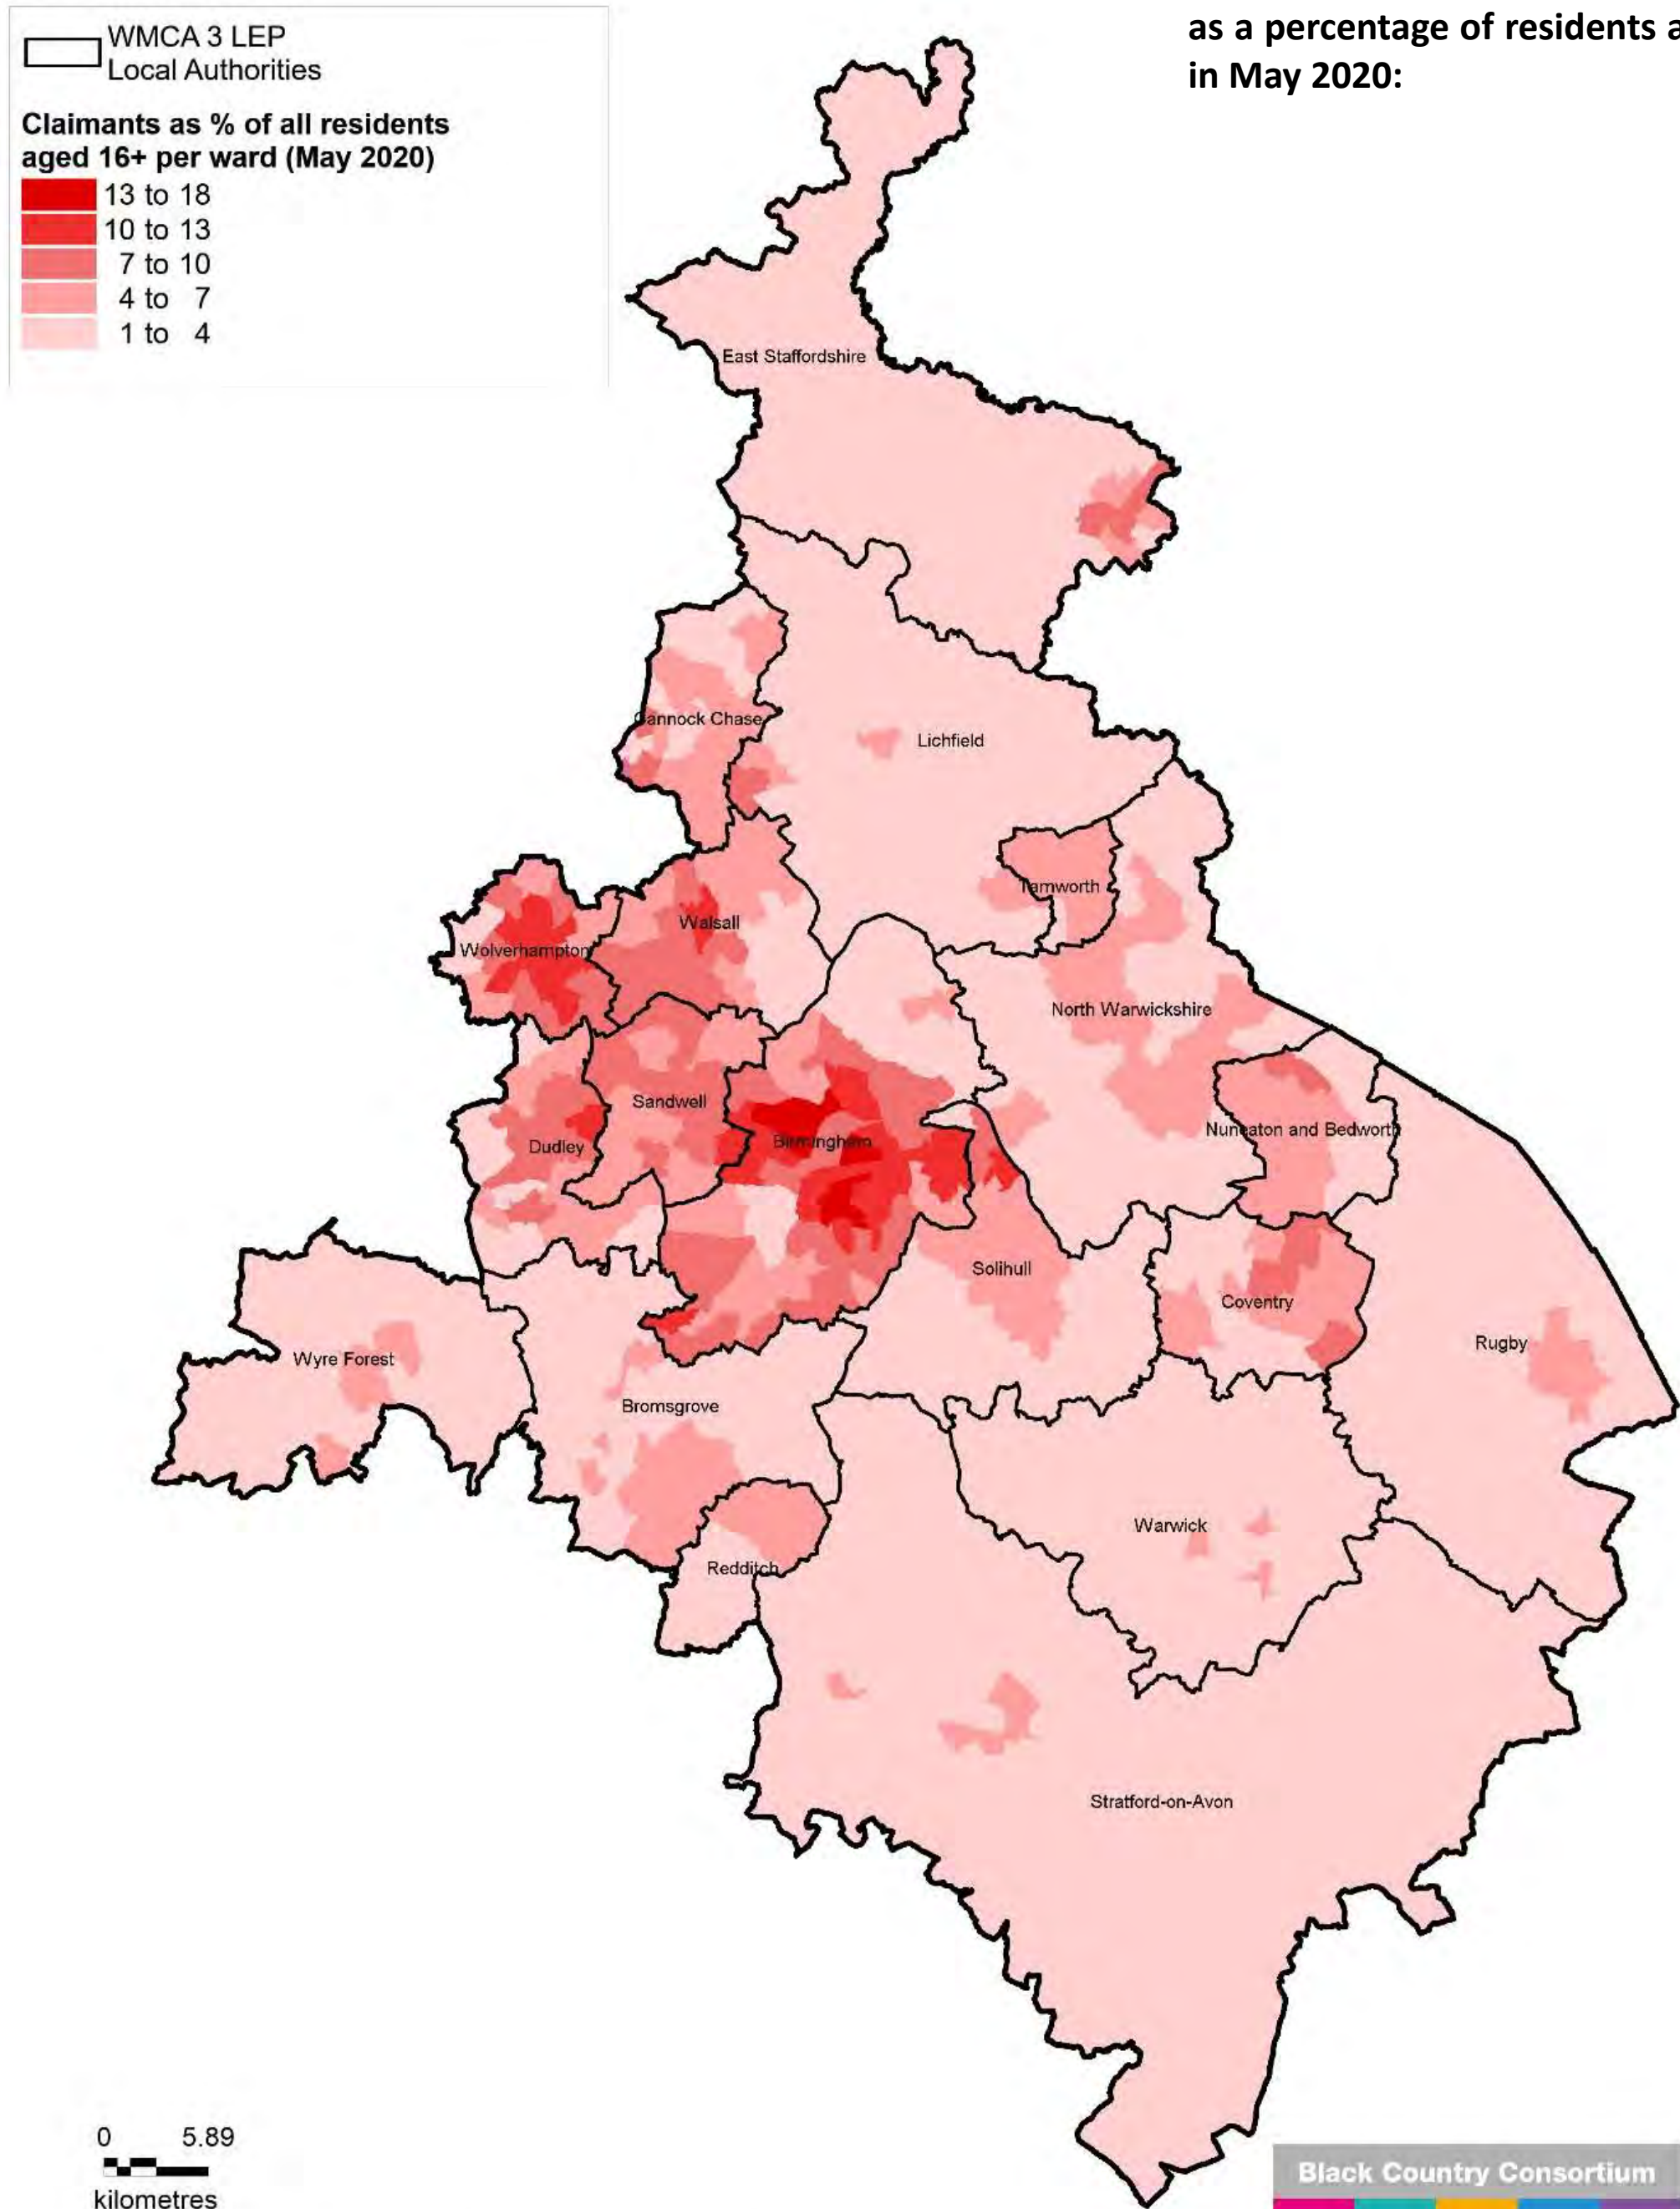 as a percentage of residents a
in May 2020:
WMCA 3 LEP
Local Authorities
Claimants as % of all residents
aged 16+ per ward (May 2020)
13 to 18
10 to 13
7 to 10
4 to 7
1 to 4
East Staffordshire
Cannock Chase
Lichfield
Tamworth
Walsall
Wolverhampton
North Warwickshire
Sandwell
Nuneaton and Bedworth
Birmingham
Dudley
Solihull
Coventry
Rugby
Wyre Forest
Bromsgrove
Warwick
Redditch
Stratford-on-Avon
0 5.89
kilometres
Black Country Consortium